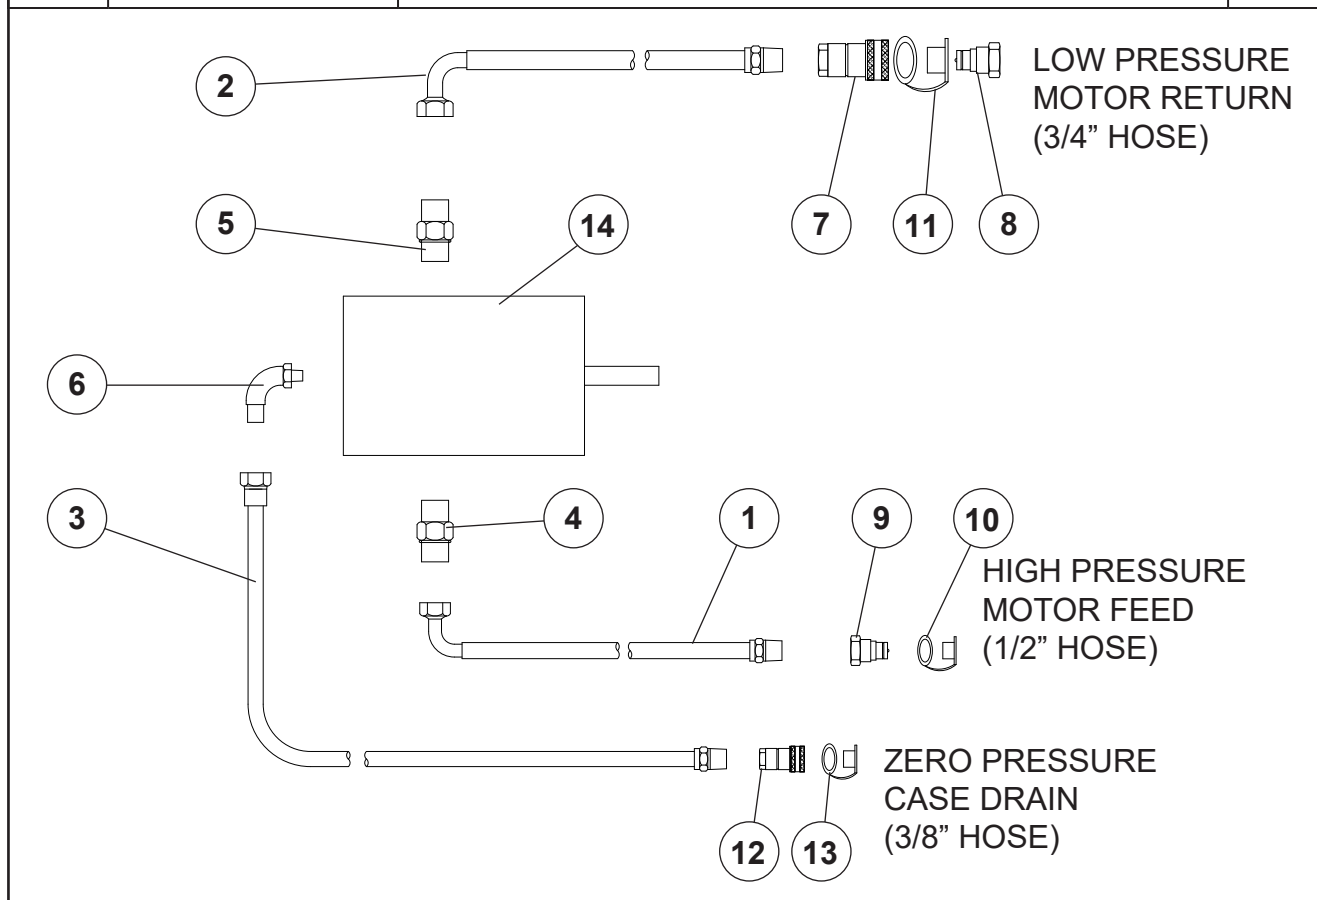 2
LOW PRESSURE
MOTOR RETURN
(3/4” HOSE)
5
14
7
11
8
6
3
4
1
9
10
HIGH PRESSURE
MOTOR FEED
(1/2” HOSE)
ZERO PRESSURE
CASE DRAIN
(3/8” HOSE)
12
13